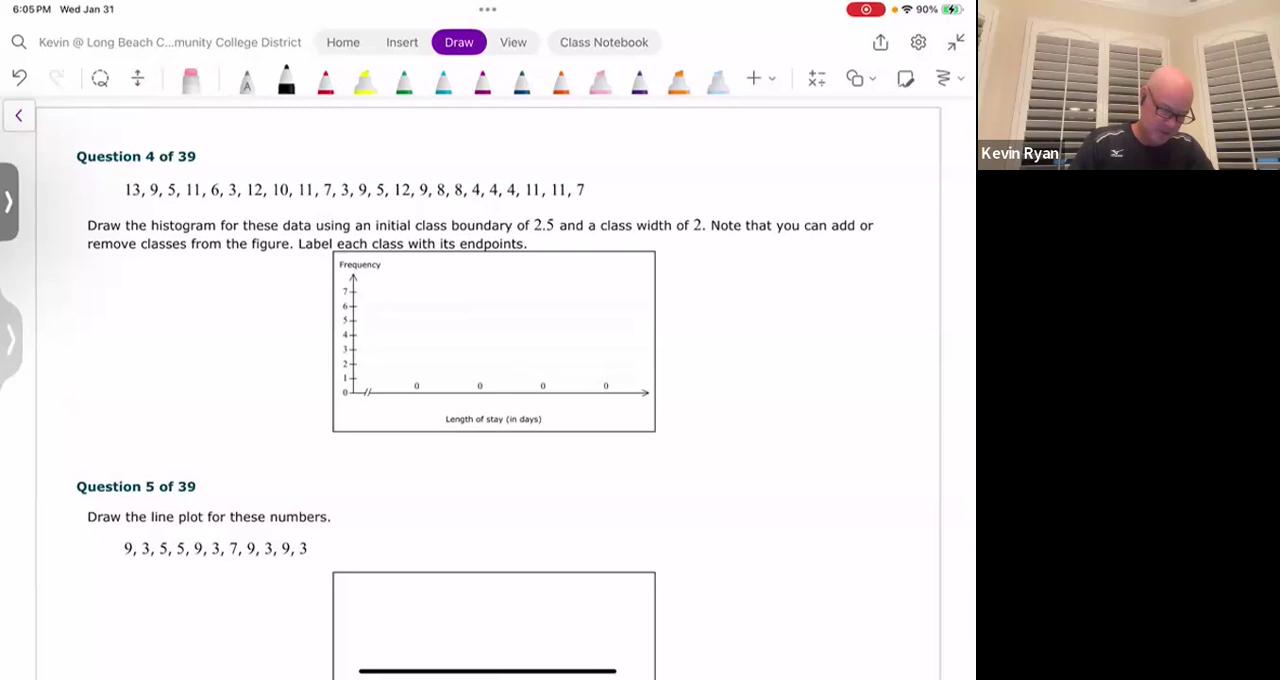 6:05 PM Wed Jan 31
90%
Kevin @ Long Beach C...munity College District
Home
Insert
Draw
View
Class Notebook
A
Kevin Ryan
Question 4 of 39
13, 9, 5, 11, 6, 3, 12, 10, 11, 7, 3, 9, 5, 12, 9, 8, 8, 4, 4, 4, 11, 11, 7
Draw the histogram for these data using an initial class boundary of 2.5 and a class width of 2. Note that you can add or
remove classes from the figure. Label each class with its endpoints.
Frequency
7
6
5
4
3
2
1
0
0 0 0 0
Length of stay (in days)
Question 5 of 39
Draw the line plot for these numbers.
9, 3, 5, 5, 9, 3, 7, 9, 3, 9, 3